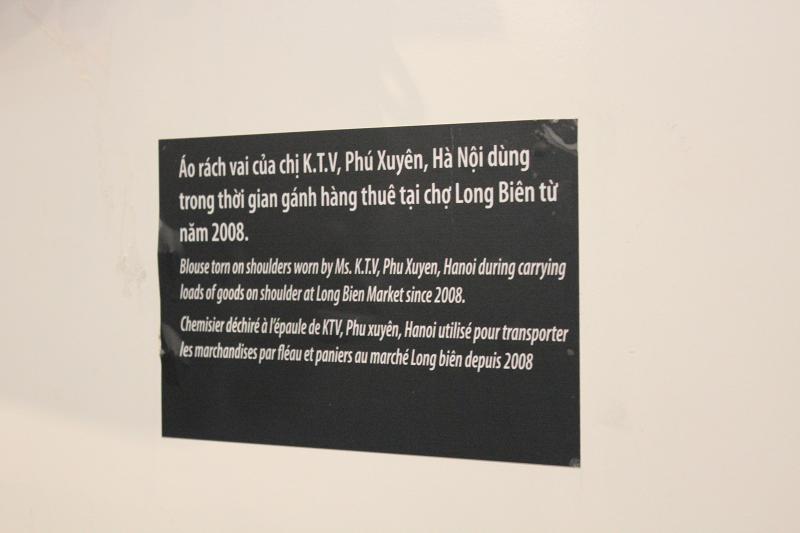 Áo rách vai của chị K.T.V, Phú Xuyên, Hà Nội dùng
trong thời gian gánh hàng thuê tại chợ Long Biên từ
năm 2008.
Blouse torn on shoulders worn by Ms. K.T.V, Phu Xuyen, Hanoi during carrying
loads of goods on shoulder at Long Bien Market since 2008.
Chemisier déchiré à l'épaule de KTV, Phu xuyên, Hanoi utilisé pour transporter
les marchandises par fléau et paniers au marché Long biên depuis 2008